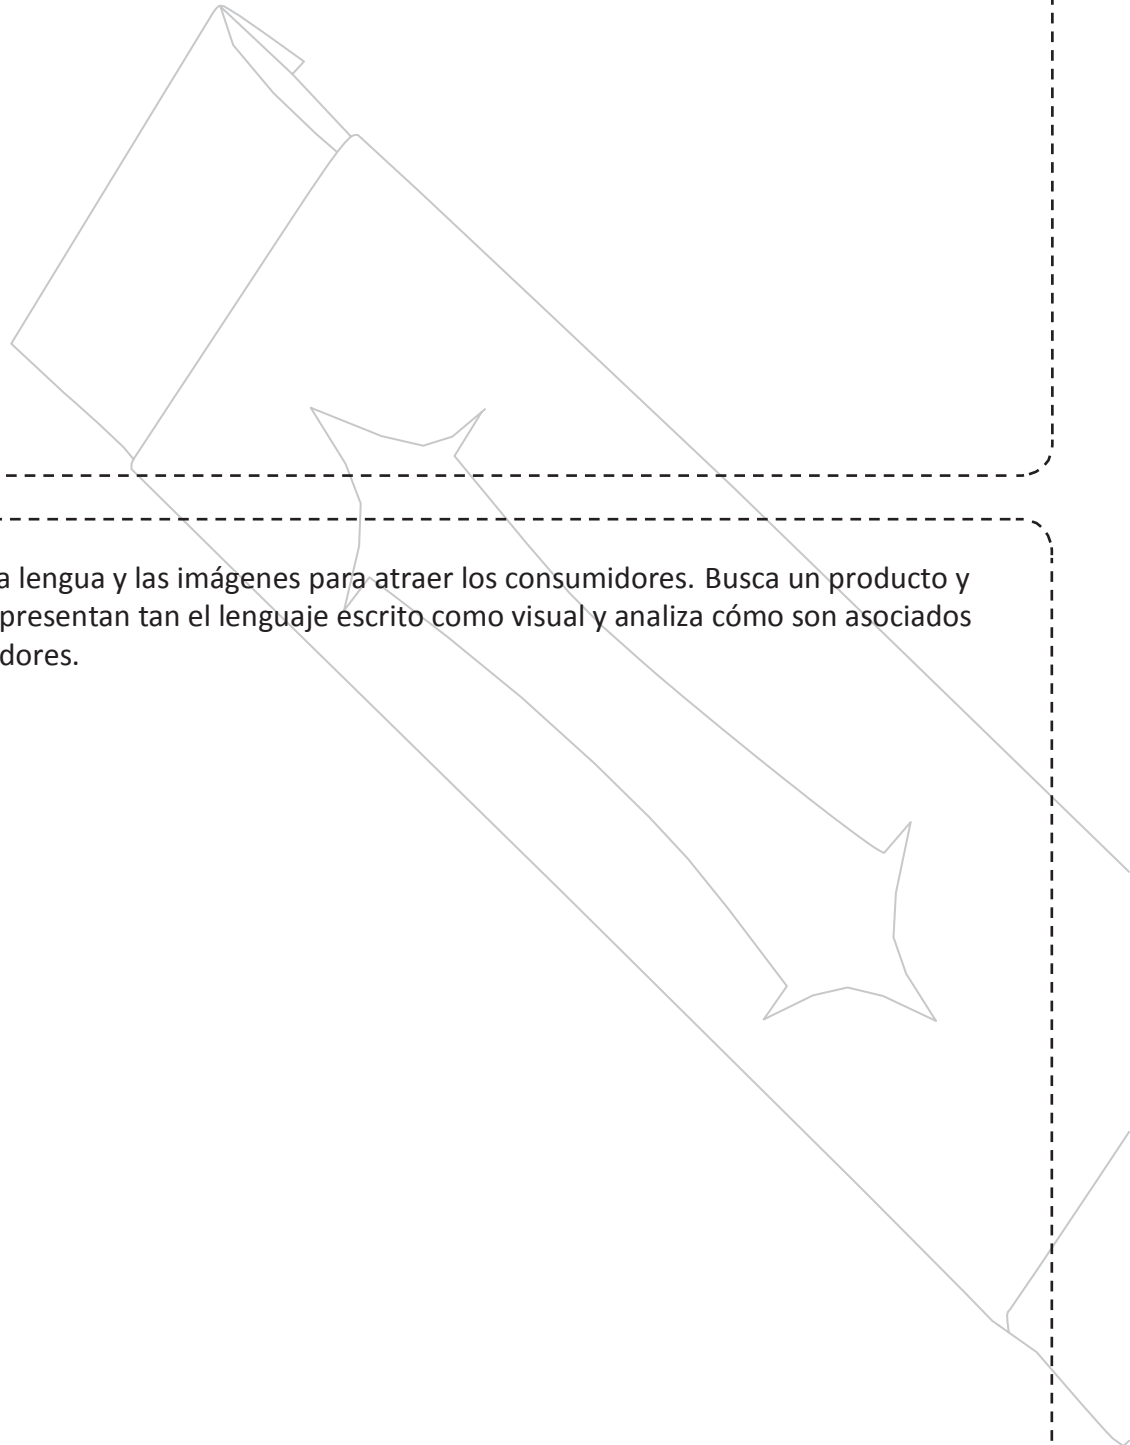 a lengua y las imágenes para atraer los consumidores. Busca un producto y
presentan tan el lenguaje escrito como visual y analiza cómo son asociados
dores.